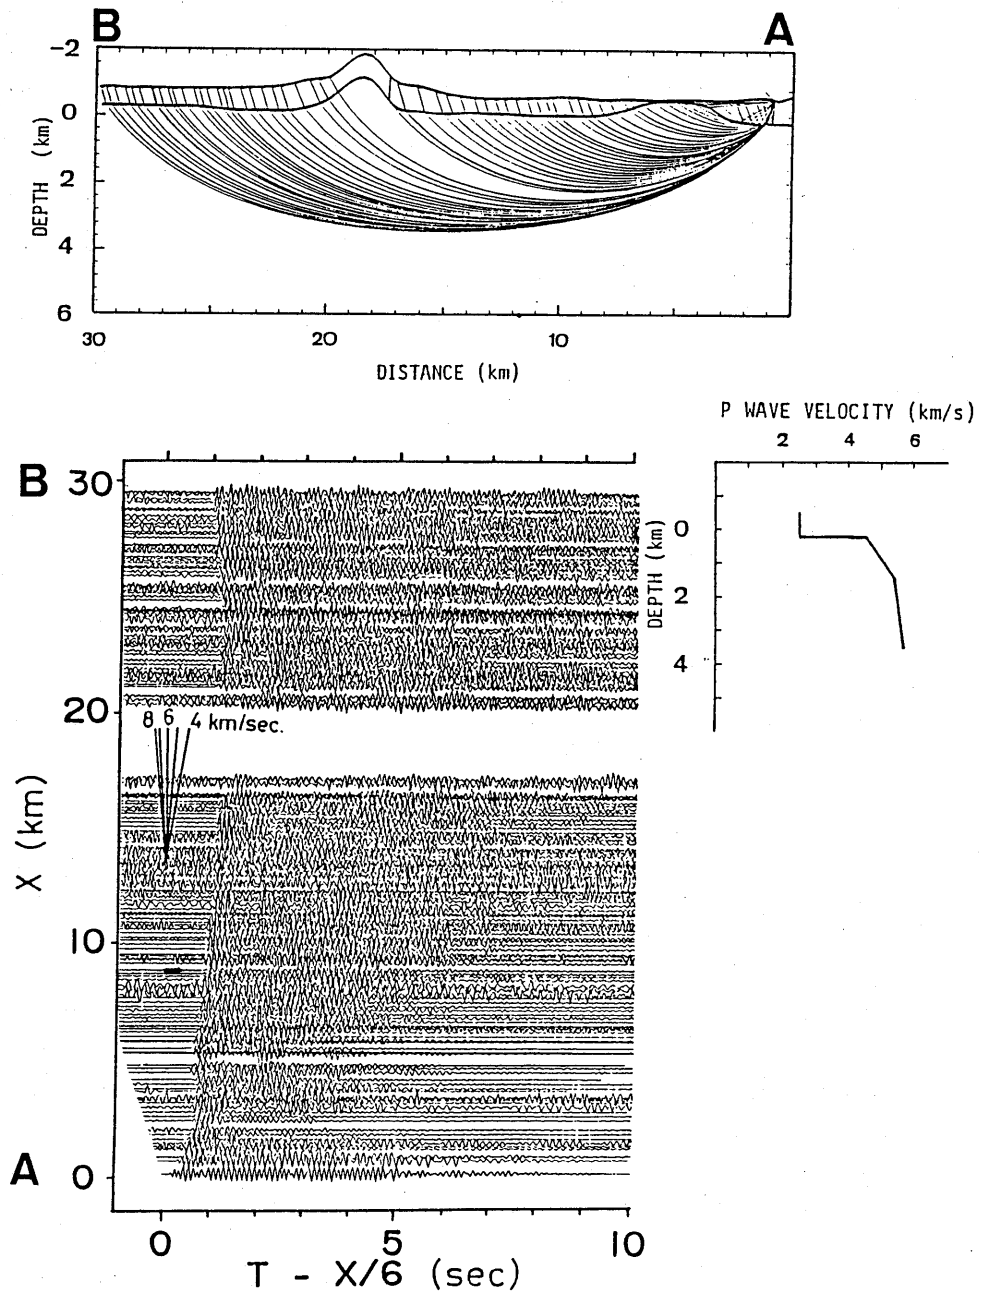 B
A
-2
0
2
4
6
DEPTH (km)
30
20
10
DISTANCE (km)
P WAVE VELOCITY (km/s)
2 4 6
0
2
4
DEPTH (km)
B
30
20
8 6 4 km/sec.
X (km)
10
A
0
0 5 10
T - X/6 (sec)